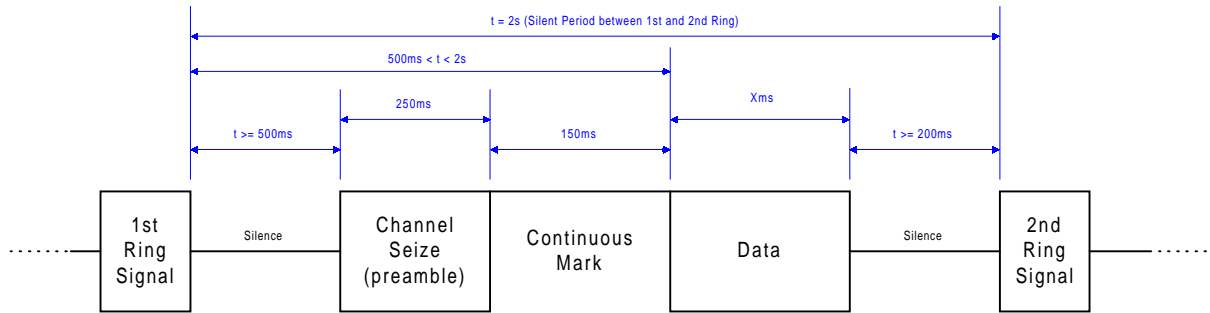 t = 2s (Silent Period between 1st and 2nd Ring)
500ms < t < 2s
250ms
Xms
t >= 500ms
150ms
t >= 200ms
1st
Ring
Signal
Silence
Channel
Seize
(preamble)
Continuous
Mark
Data
Silence
2nd
Ring
Signal